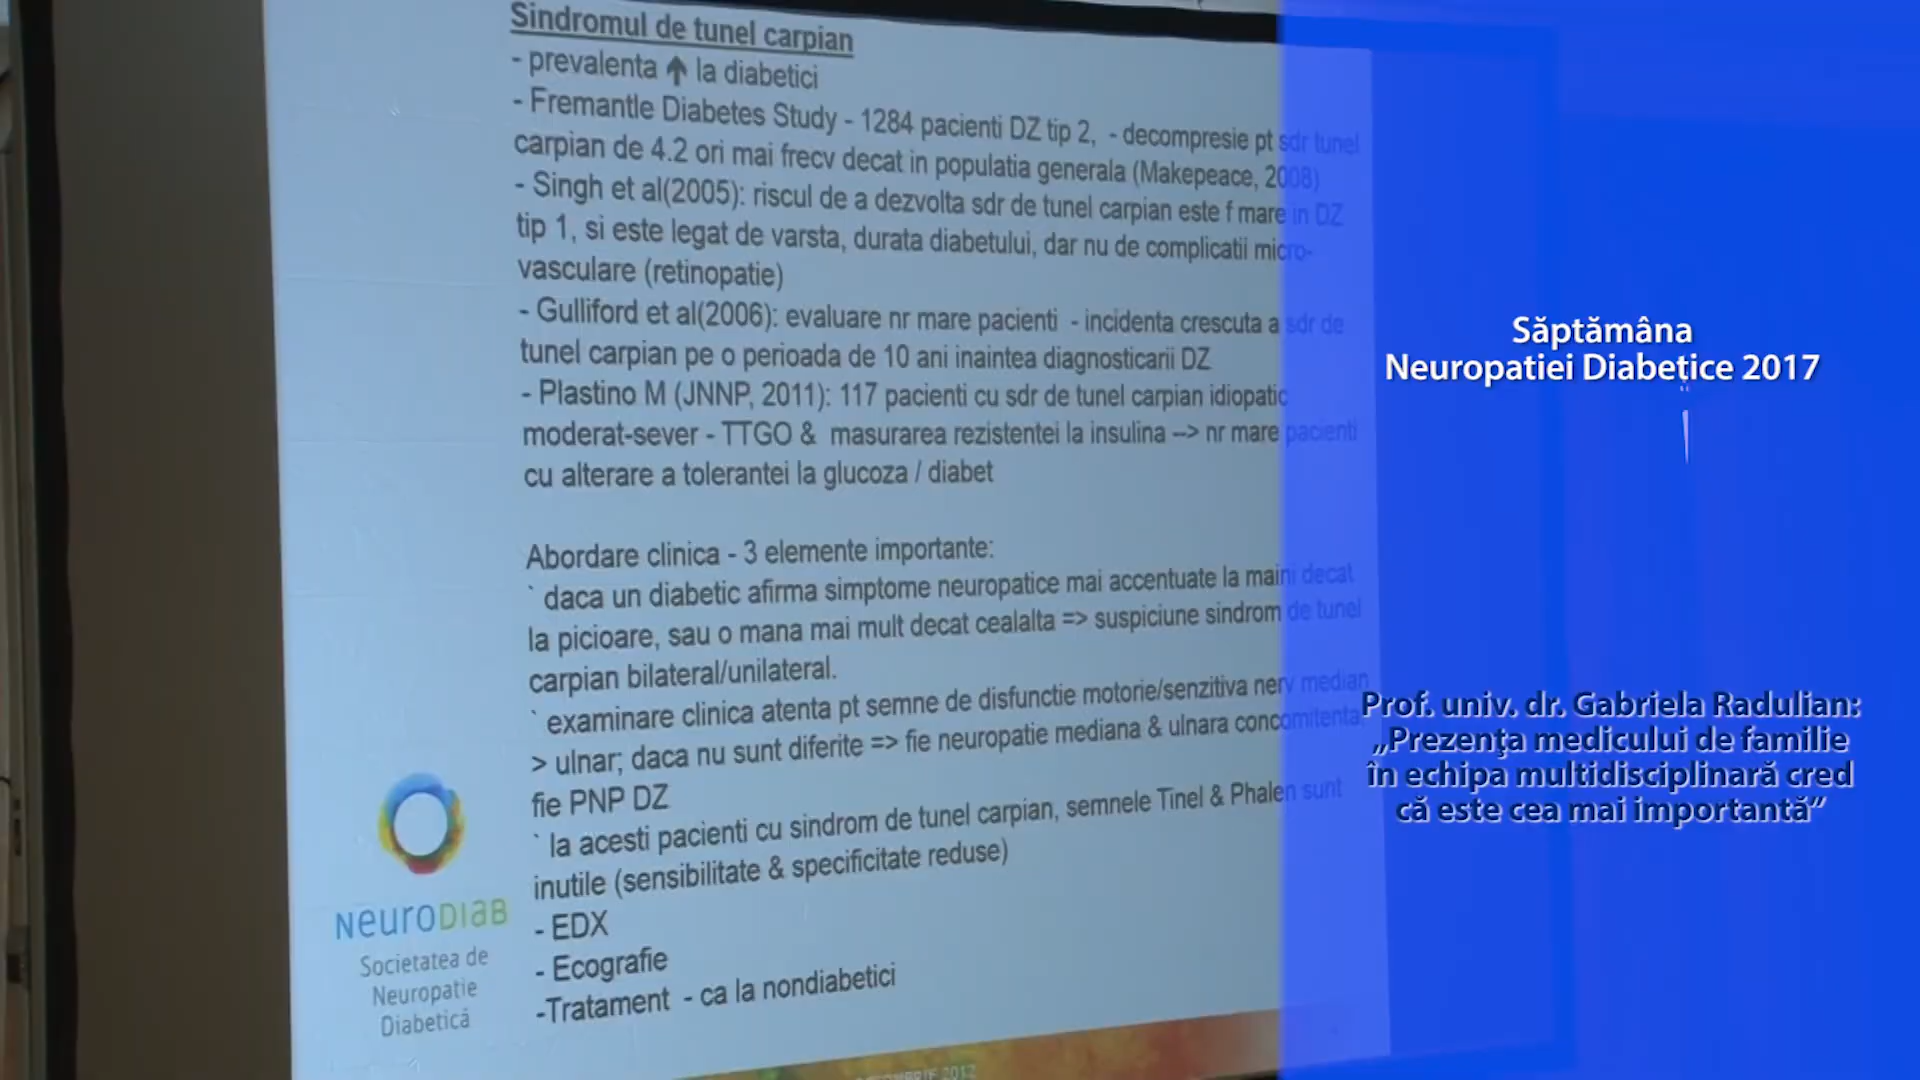 Sindromul de tunel carpian
- prevalenta ↑ la diabetici
- Fremantle Diabetes Study - 1284 pacienti DZ tip 2, - decompresie pt sdr tunel
carpian de 4.2 ori mai frecv decat in populatia generala (Makepeace, 2008)
- Singh et al(2005): riscul de a dezvolta sdr de tunel carpian este f mare in DZ
tip 1, si este legat de varsta, durata diabetului, dar nu de complicatii micro-
vasculare (retinopatie)
- Gulliford et al(2006): evaluare nr mare pacienti - incidenta crescuta a sdr de
tunel carpian pe o perioada de 10 ani inaintea diagnosticarii DZ
- Plastino M (JNNP, 2011): 117 pacienti cu sdr de tunel carpian idiopatic
moderat-sever - TTGO & masurarea rezistentei la insulina --> nr mare pacienti
cu alterare a tolerantei la glucoza / diabet
Abordare clinica - 3 elemente importante:
` daca un diabetic afirma simptome neuropatice mai accentuate la maini decat
la picioare, sau o mana mai mult decat cealalta => suspiciune sindrom de tunel
carpian bilateral/unilateral.
` examinare clinica atenta pt semne de disfunctie motorie/senzitiva nerv median
> ulnar; daca nu sunt diferite => fie neuropatie mediana & ulnara concomitenta,
fie PNP DZ
` la acesti pacienti cu sindrom de tunel carpian, semnele Tinel & Phalen sunt
inutile (sensibilitate & specificitate reduse)
- EDX
- Ecografie
-Tratament - ca la nondiabetici
NeuroDIAB
Societatea de
Neuropatie
Diabetică
2017
Săptămâna
Neuropatiei Diabetice 2017
Prof. univ. dr. Gabriela Radulian:
„Prezenţa medicului de familie
în echipa multidisciplinară cred
că este cea mai importantă”